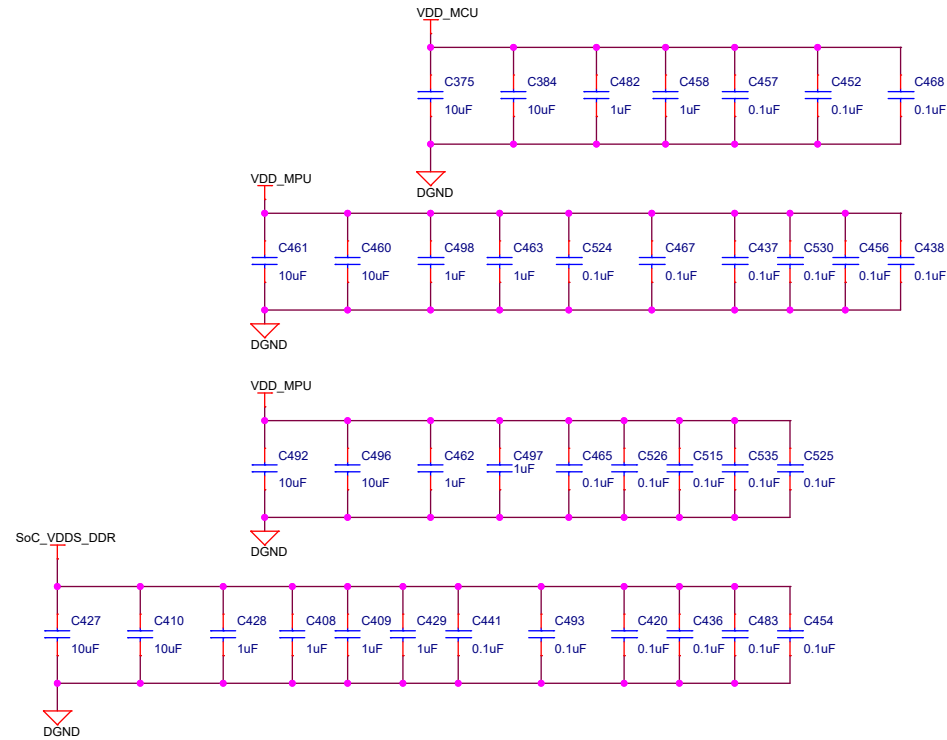 VDD_MCU
C375 C384 C482 C458 C457 C452 C468
10uF 10uF 1uF 1uF 0.1uF 0.1uF 0.1uF
DGND
VDD_MPU
C461 C460 C498 C463 C524 C467 C437 C530 C456 C438
10uF 10uF 1uF 1uF 0.1uF 0.1uF 0.1uF 0.1uF 0.1uF 0.1uF
DGND
VDD_MPU
C492 C496 C462 C497 C465 C526 C515 C535 C525
10uF 10uF 1uF 1uF 0.1uF 0.1uF 0.1uF 0.1uF 0.1uF
DGND
SoC_VDDS_DDR
C427 C410 C428 C408 C409 C429 C441 C493 C420 C436 C483 C454
10uF 10uF 1uF 1uF 1uF 1uF 0.1uF 0.1uF 0.1uF 0.1uF 0.1uF 0.1uF
DGND